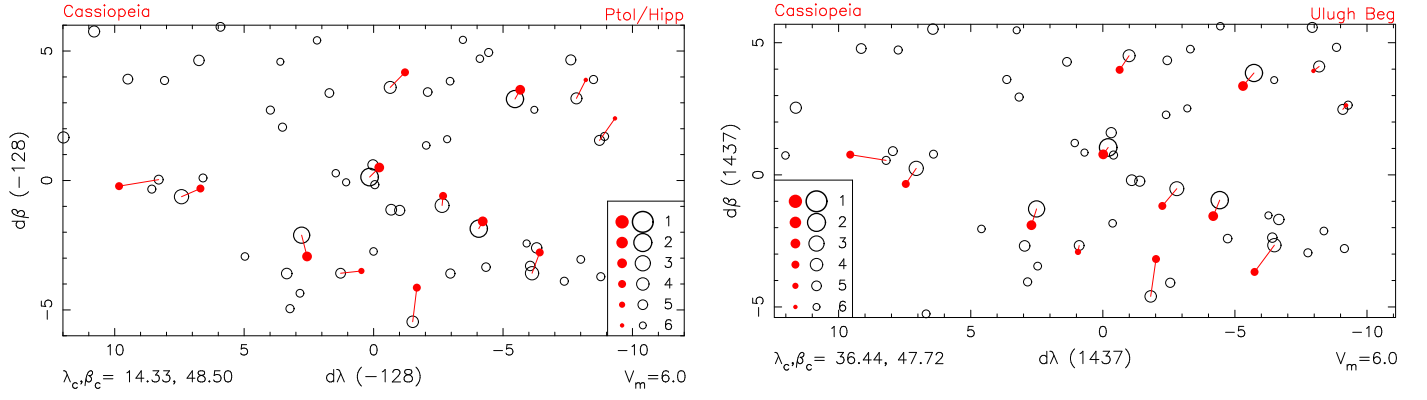 Cassiopeia Ptol/Hipp
5
0
-5
dβ (-128)
1
2
3
4
5
6
10 5 0 -5 -10
λc,βc= 14.33, 48.50 dλ (-128) Vm=6.0
Cassiopeia Ulugh Beg
5
0
-5
dβ (1437)
1
2
3
4
5
6
10 5 0 -5 -10
λc,βc= 36.44, 47.72 dλ (1437) Vm=6.0